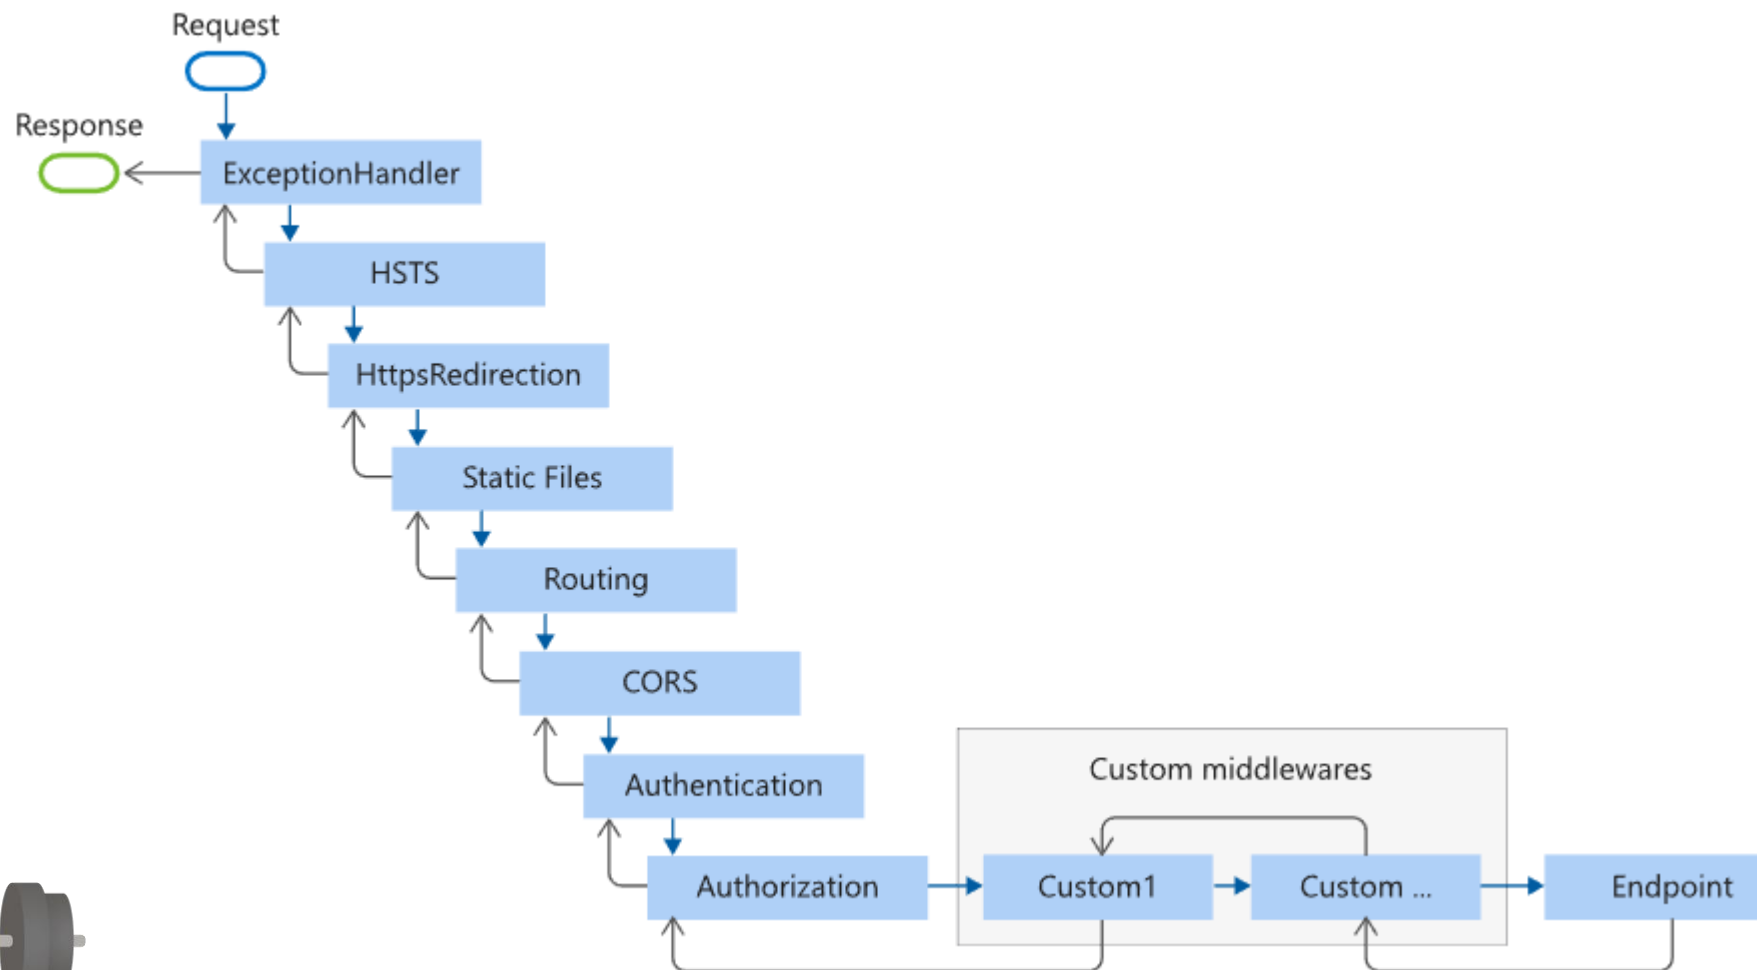 Request
Response
ExceptionHandler
HSTS
HttpsRedirection
Static Files
Routing
CORS
Authentication
Custom middlewares
Authorization
Custom1
Custom ...
Endpoint